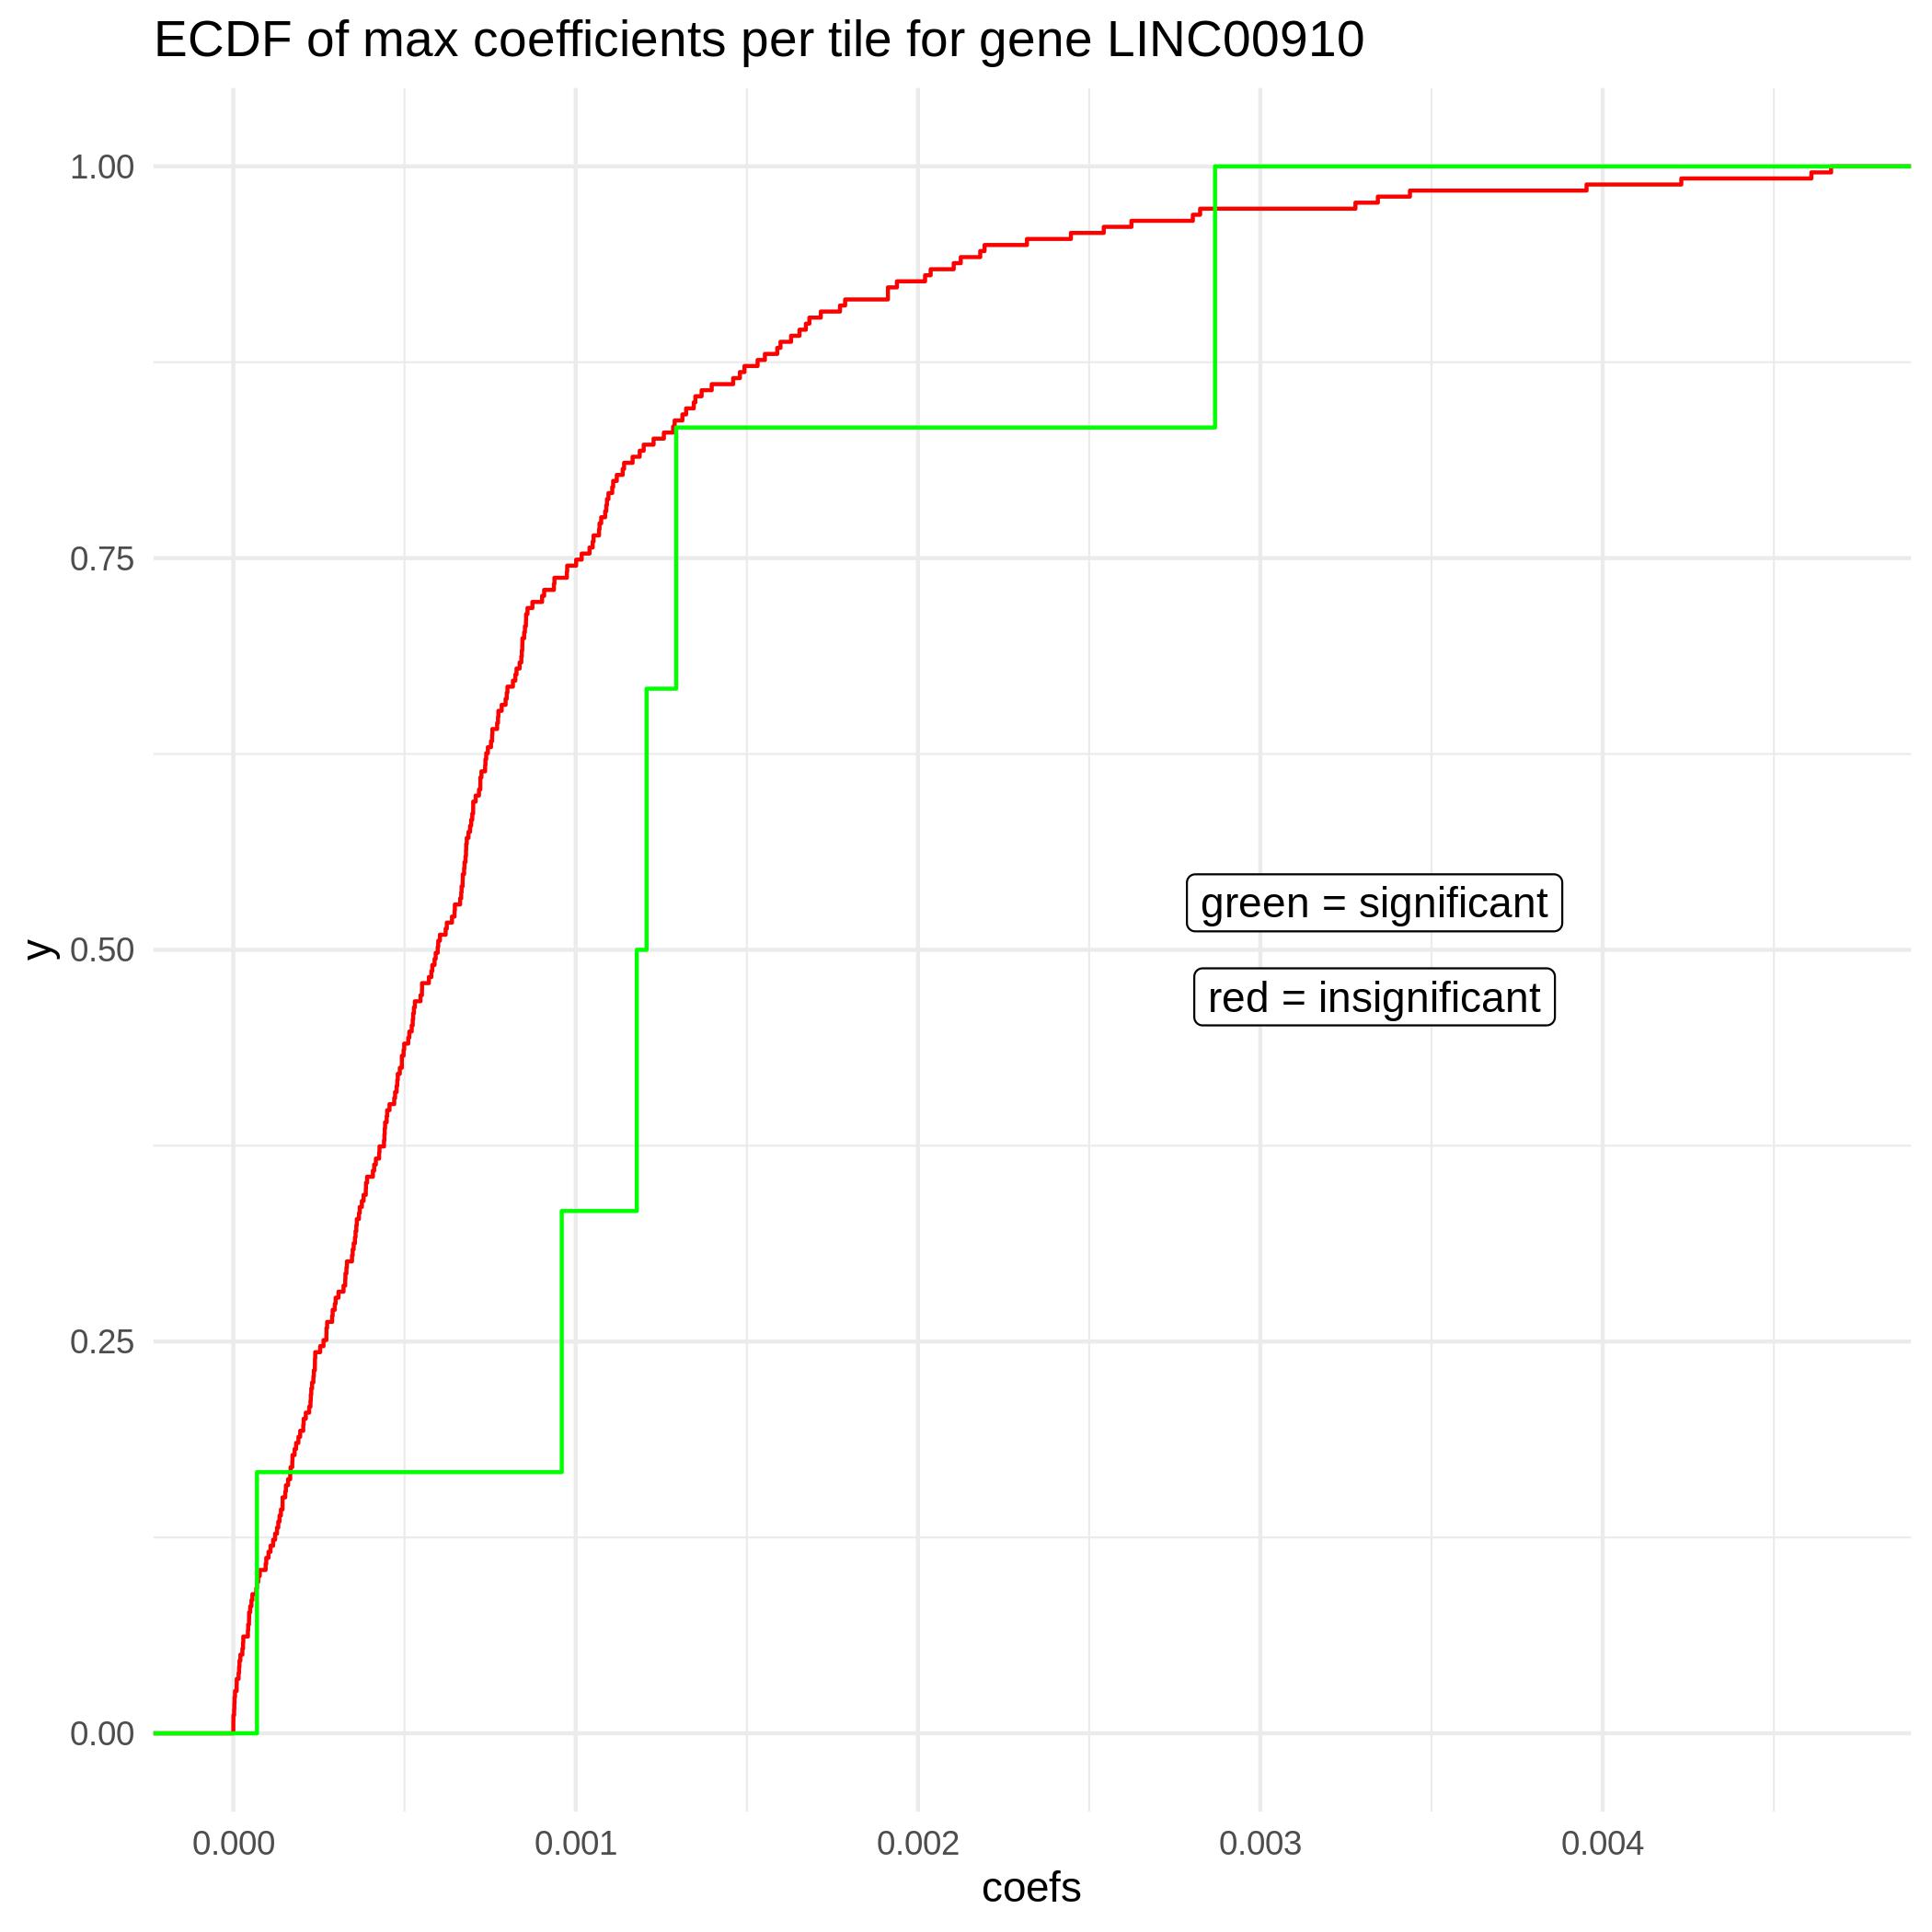 ECDF of max coefficients per tile for gene LINC00910
1.00
0.75
y
0.50
0.25
0.00
green = significant
red = insignificant
0.000
0.001
0.002
0.003
0.004
coefs